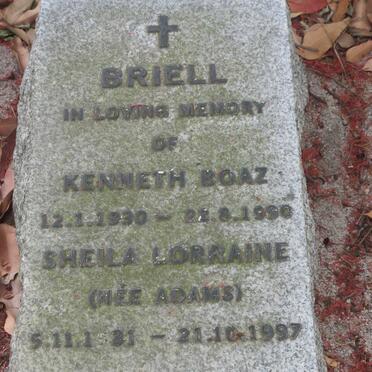 BRIELL
IN LOVING MEMORY
OF
KENNETH BOAZ
12.1.1930 –
SHEILA LORRAINE
(NÉE ADAMS)
– 21.10.1997